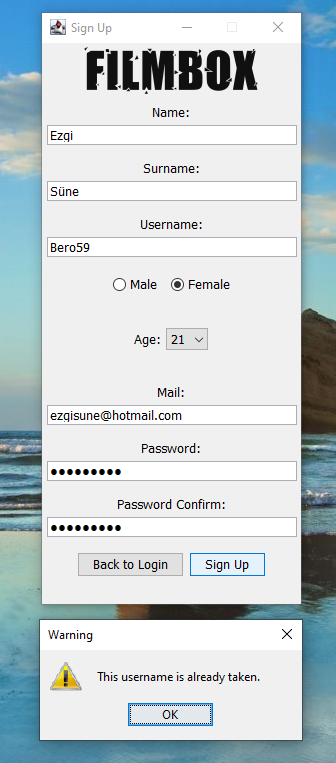 Sign Up
FILMBOX
Name:
Ezgi
Surname:
Süne
Username:
Bero59
Male Female
Age: 21
Mail:
ezgisune@hotmail.com
Password:
●●●●●●●●●
Password Confirm:
●●●●●●●●●
Back to Login Sign Up
Warning
This username is already taken.
OK